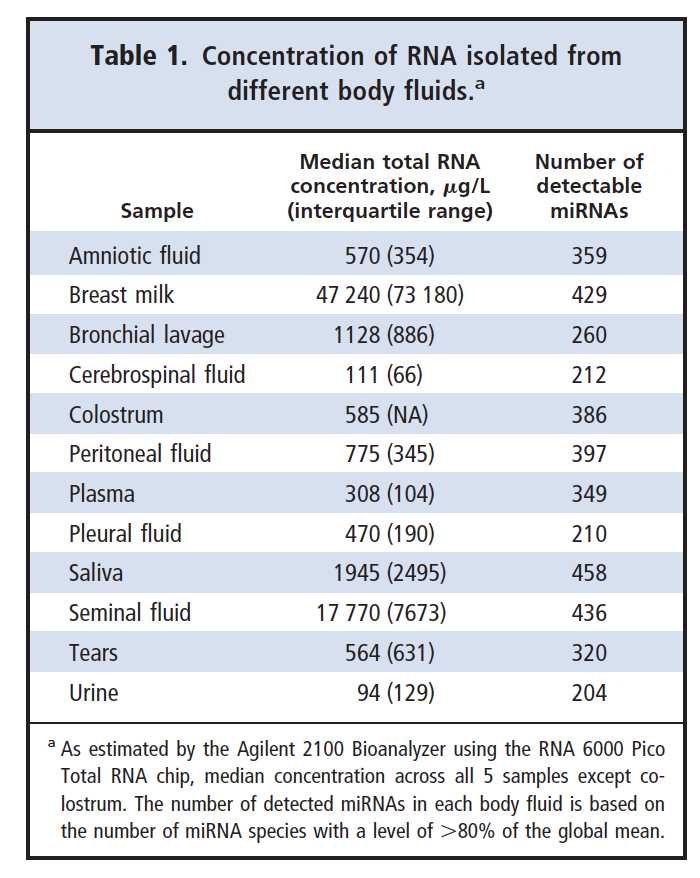 Table 1. Concentration of RNA isolated from
different body fluids.a
Sample Median total RNA concentration, μg/L (interquartile range) Number of detectable miRNAs
Amniotic fluid 570 (354) 359
Breast milk 47 240 (73 180) 429
Bronchial lavage 1128 (886) 260
Cerebrospinal fluid 111 (66) 212
Colostrum 585 (NA) 386
Peritoneal fluid 775 (345) 397
Plasma 308 (104) 349
Pleural fluid 470 (190) 210
Saliva 1945 (2495) 458
Seminal fluid 17 770 (7673) 436
Tears 564 (631) 320
Urine 94 (129) 204
a As estimated by the Agilent 2100 Bioanalyzer using the RNA 6000 Pico
Total RNA chip, median concentration across all 5 samples except co-
lostrum. The number of detected miRNAs in each body fluid is based on
the number of miRNA species with a level of >80% of the global mean.